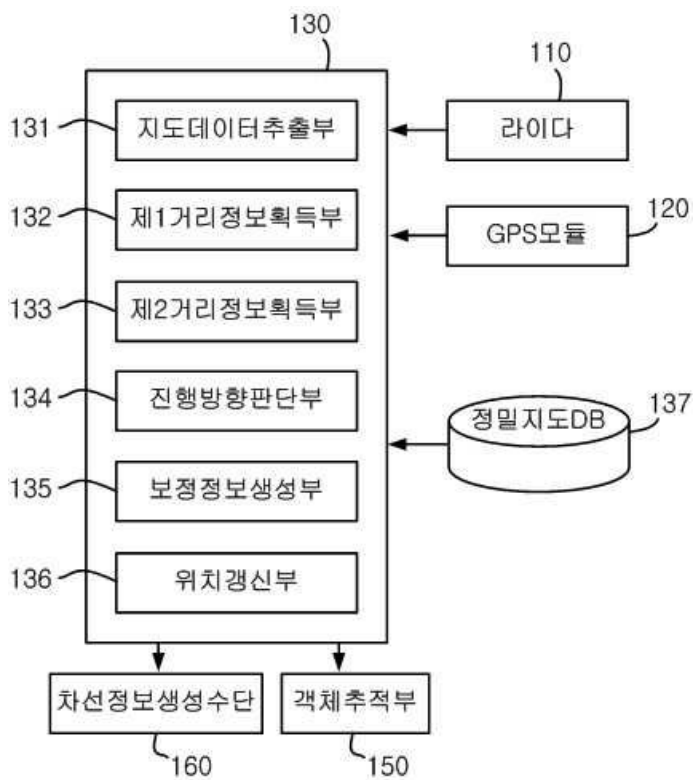 130
110
131
지도데이터추출부
라이다
132
제1거리정보획득부
120
GPS모듈
133
제2거리정보획득부
134
진행방향판단부
정밀지도DB
137
135
보정정보생성부
136
위치갱신부
차선정보생성수단
객체추적부
160
150